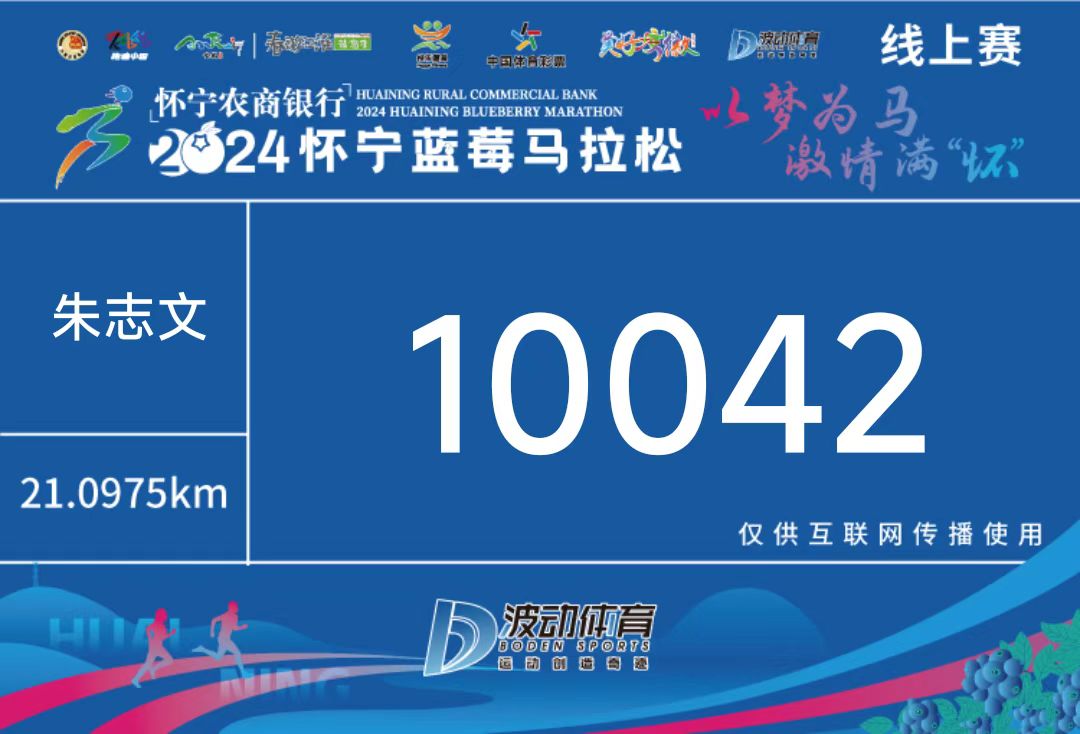 线上赛
中国体育彩票
波动体育
怀宁农商银行
HUAINING RURAL COMMERCIAL BANK
2024 HUAINING BLUEBERRY MARATHON
2024怀宁蓝莓马拉松
以梦为马
激情满“怀”
朱志文
10042
21.0975km
仅供互联网传播使用
HUAI
NING
波动体育
BODEN SPORTS
运动创造奇迹